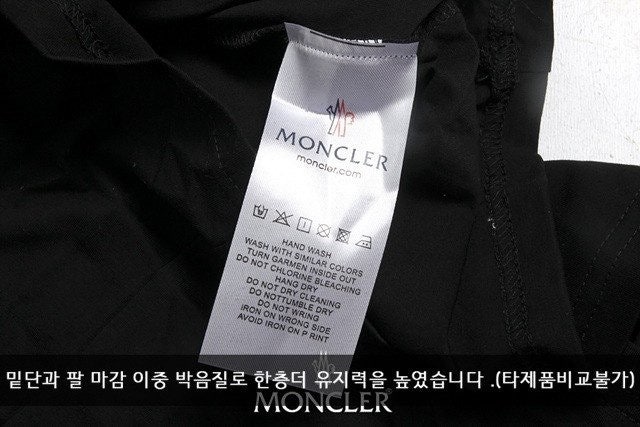 MONCLER
moncler.com
HAND WASH
WASH WITH SIMILAR COLORS
TURN GARMEN INSIDE OUT
DO NOT CHLORINE BLEACHING
HANG DRY
DO NOT DRY CLEANING
DO NOTTUMBLE DRY
DO NOT WRING
IRON ON WRONG SIDE
AVOID IRON ON P RINT
밑단과 팔 마감 이중 박음질로 한층더 유지력을 높였습니다 .(타제품비교불가)
MONCLER